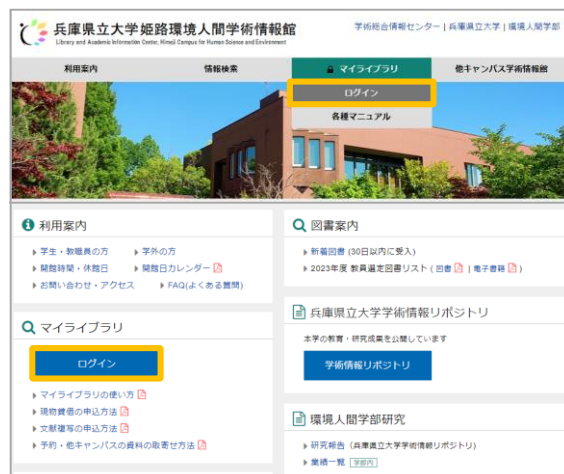 兵庫県立大学姫路環境人間学術情報館
Library and Academic Information Center, Himeji Campus for Human Science and Environment
学術総合情報センター | 兵庫県立大学 | 環境人間学部
利用案内
情報検索
マイライブラリ
他キャンパス学術情報館
ログイン
各種マニュアル
利用案内
学生・教職員の方 学外の方
開館時間・休館日 開館日カレンダー
お問い合わせ・アクセス FAQ(よくある質問)
マイライブラリ
ログイン
マイライブラリの使い方
現物貸借の申込方法
文献複写の申込方法
予約・他キャンパスの資料の取寄せ方法
図書案内
新着図書 (30日以内に受入)
2023年度 教員選定図書リスト ( 図書 | 電子書籍 )
兵庫県立大学学術情報リポジトリ
本学の教育・研究成果を公開しています
学術情報リポジトリ
環境人間学部研究
研究報告 (兵庫県立大学学術情報リポジトリ)
業績一覧 学部内